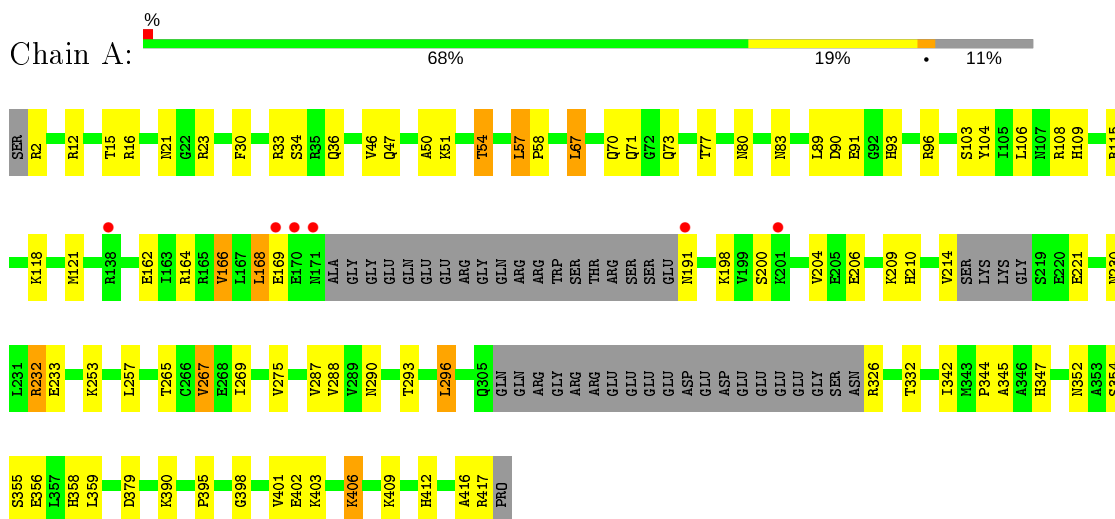 %
Chain A:
68% 19% • 11%
SER R2 R12 T15 R16 N21 G22 R23 F30 R33 S34 R35 Q36 V46 Q47 A50 K51 T54 L57 P58 L67 Q70 Q71 G72 Q73 T77 N80 N83 L89 D90 E91 G92 H93 R96 S103 Y104 I105 L106 N107 R108 H109 R115
K118 M121 R138 E162 I163 R164 R165 V166 L167 L168 E169 E170 N171 ALA GLY GLY GLU GLN GLU GLU ARG GLY GLN ARG ARG TRP SER THR ARG SER SER GLU N191 K198 V199 S200 K201 V204 E205 E206 K209 H210 V214 SER LYS LYS GLY S219 E220 E221 N230
L231 R232 E233 K253 L257 T265 C266 V267 E268 I269 V275 V287 V288 V289 N290 T293 L296 Q305 GLN GLN ARG GLY ARG ARG GLU GLU GLU GLU ASP GLU ASP GLU GLU GLU GLU GLY SER ASN R326 T332 I342 M343 P344 A345 A346 H347 N352 A353 S354
S355 E356 L357 H358 L359 D379 K390 P395 G398 V401 E402 K403 K406 K409 H412 A416 R417 PRO